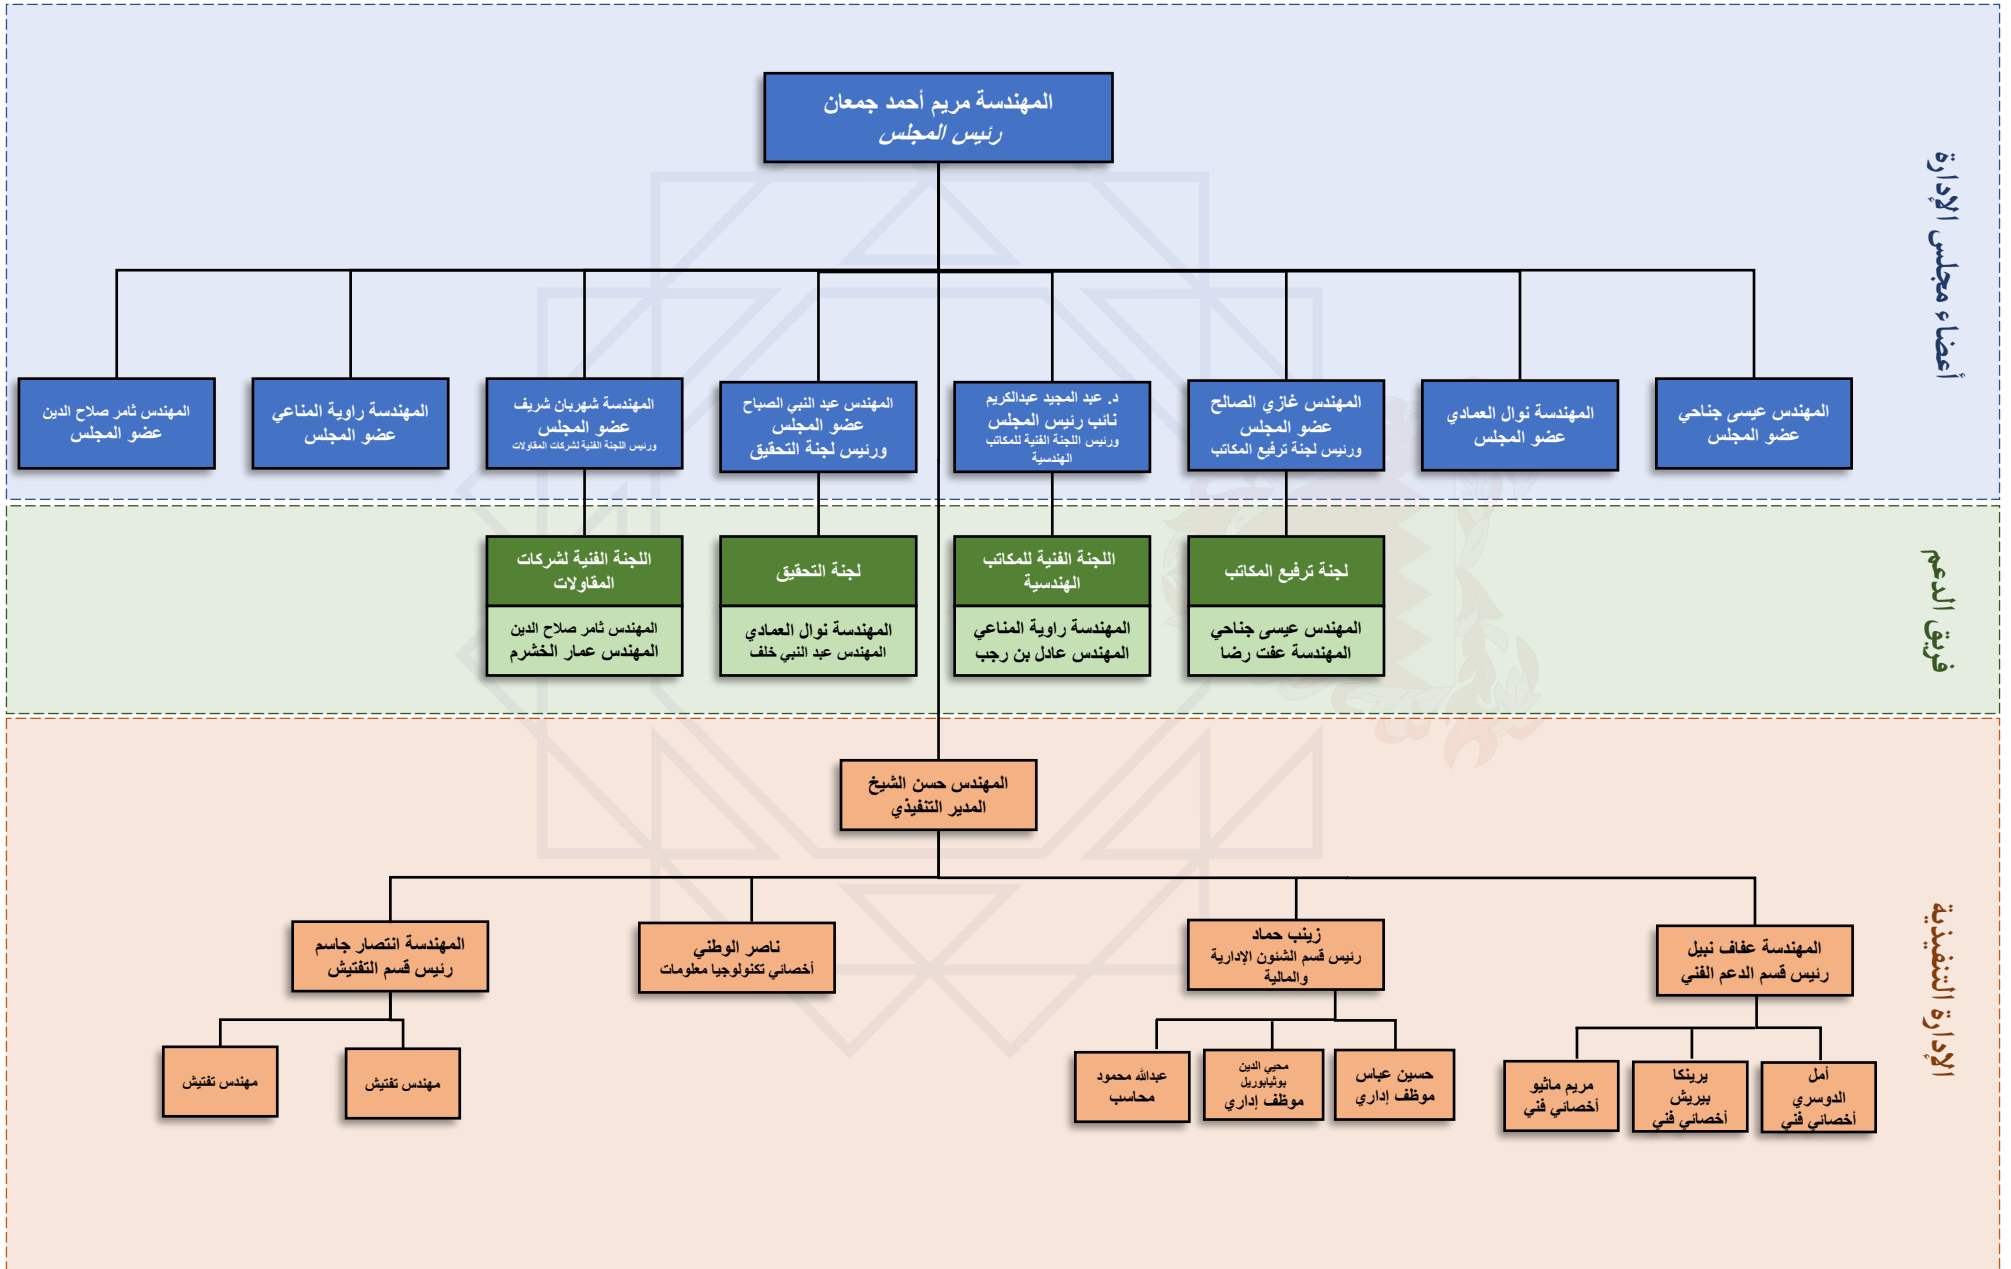 المهندسة مريم أحمد جمعان
رئيس المجلس
أعضاء مجلس الإدارة
المهندس عيسى جناحي
عضو المجلس
المهندسة نوال العمادي
عضو المجلس
المهندس غازي الصالح
عضو المجلس
ورئيس لجنة ترفيع المكاتب
د. عبد المجيد عبدالكريم
نائب رئيس المجلس
ورئيس اللجنة الفنية للمكاتب
الهندسية
المهندس عبد النبي الصباح
عضو المجلس
ورئيس لجنة التحقيق
المهندسة شهربان شريف
عضو المجلس
ورئيس اللجنة الفنية لشركات المقاولات
المهندسة راوية المناعي
عضو المجلس
المهندس ثامر صلاح الدين
عضو المجلس
فريق الدعم
لجنة ترفيع المكاتب
المهندس عيسى جناحي
المهندسة عفت رضا
اللجنة الفنية للمكاتب
الهندسية
المهندسة راوية المناعي
المهندس عادل بن رجب
لجنة التحقيق
المهندسة نوال العمادي
المهندس عبد النبي خلف
اللجنة الفنية لشركات
المقاولات
المهندس ثامر صلاح الدين
المهندس عمار الخشرم
الإدارة التنفيذية
المهندس حسن الشيخ
المدير التنفيذي
المهندسة عفاف نبيل
رئيس قسم الدعم الفني
زينب حماد
رئيس قسم الشئون الإدارية
والمالية
ناصر الوطني
أخصائي تكنولوجيا معلومات
المهندسة انتصار جاسم
رئيس قسم التفتيش
أمل
الدوسري
أخصائي فني
يرينكا
بيريش
أخصائي فني
مريم ماثيو
أخصائي فني
حسين عباس
موظف إداري
محيي الدين
بوثيابوريل
موظف إداري
عبدالله محمود
محاسب
مهندس تفتيش
مهندس تفتيش